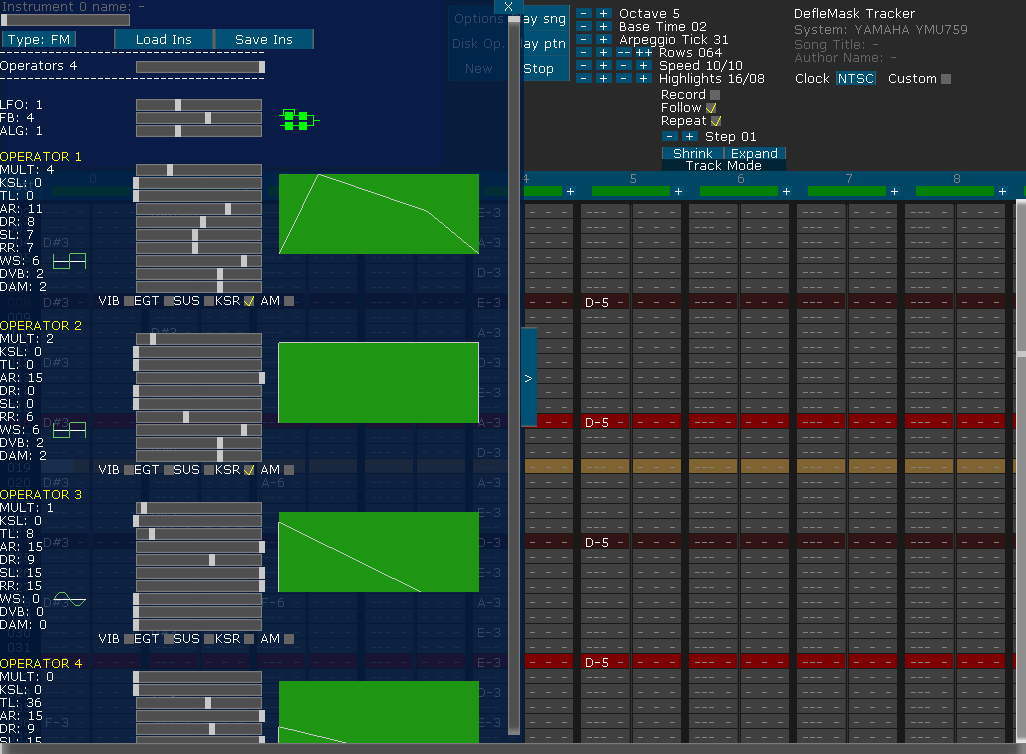 Instrument 0 name: -
X
Type: FM
Load Ins
Save Ins
Operators 4
LFO: 1
FB: 4
ALG: 1
OPERATOR 1
MULT: 4
KSL: 0
TL: 0
AR: 11
DR: 8
SL: 7
RR: 7
WS: 6
DVB: 2
DAM: 2
VIB EGT SUS KSR AM
OPERATOR 2
MULT: 2
KSL: 0
TL: 0
AR: 15
DR: 0
SL: 0
RR: 6
WS: 6
DVB: 2
DAM: 2
VIB EGT SUS KSR AM
OPERATOR 3
MULT: 1
KSL: 0
TL: 8
AR: 15
DR: 9
SL: 15
RR: 15
WS: 0
DVB: 0
DAM: 0
VIB EGT SUS KSR AM
OPERATOR 4
MULT: 0
KSL: 0
TL: 36
AR: 15
DR: 9
SL: 15
>
Options
Disk Op.
New
ay sng
ay ptn
Stop
- + Octave 5
- + Base Time 02
- + Arpeggio Tick 31
- + -- ++ Rows 064
- + - + Speed 10/10
- + - + Highlights 16/08
Record
Follow
Repeat
- + Step 01
Shrink Expand
Track Mode
DefleMask Tracker
System: YAMAHA YMU759
Song Title: -
Author Name: -
Clock NTSC Custom
4 5 6 7 8
+ + + + +
D-5
D-5
D-5
D-5